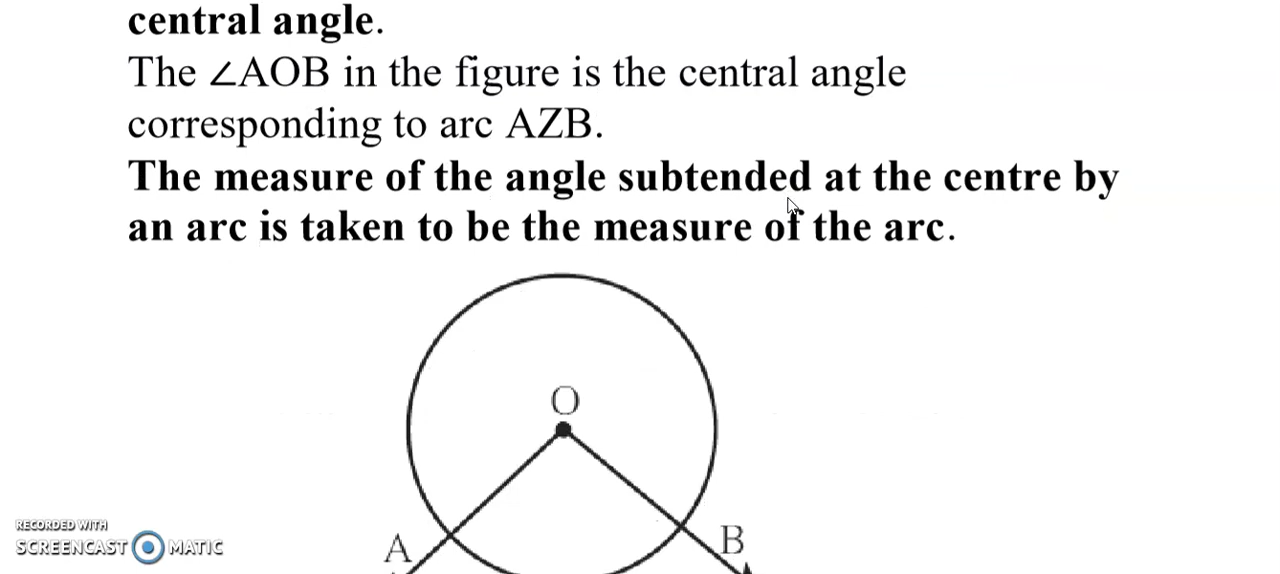 central angle.
The ∠AOB in the figure is the central angle
corresponding to arc AZB.
The measure of the angle subtended at the centre by
an arc is taken to be the measure of the arc.
O
A
B
RECORDED WITH
SCREENCAST MATIC